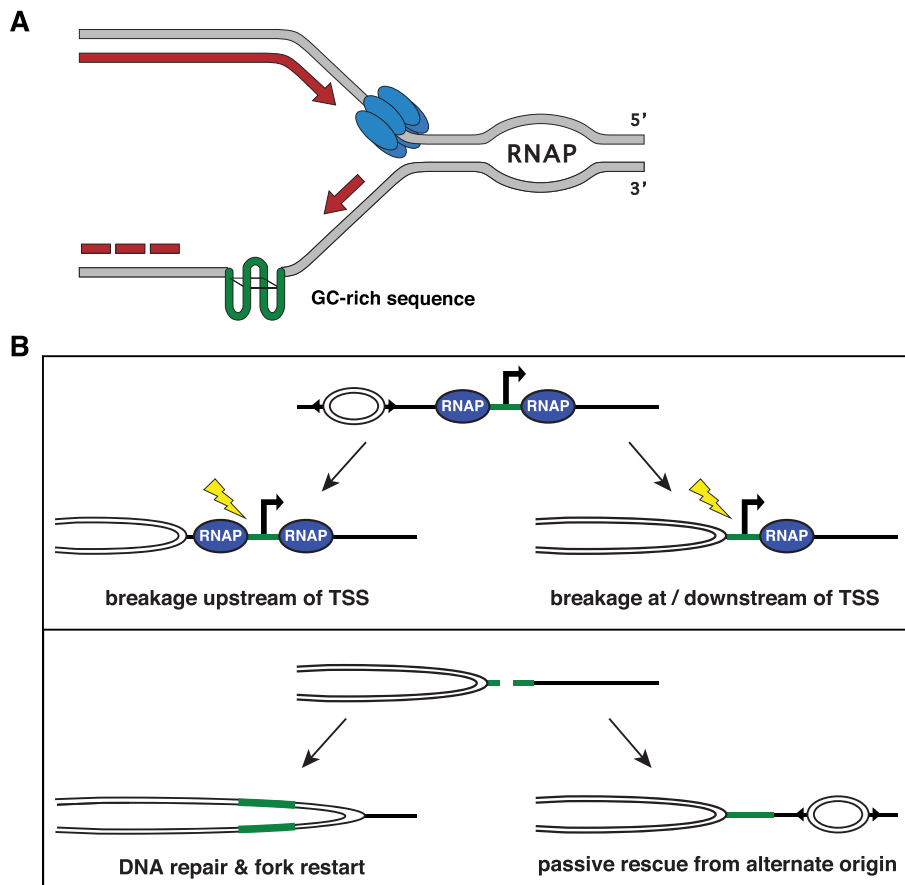 A
5’
RNAP
3’
GC-rich sequence
B
RNAP RNAP
RNAP RNAP
RNAP
breakage upstream of TSS
breakage at / downstream of TSS
DNA repair & fork restart
passive rescue from alternate origin